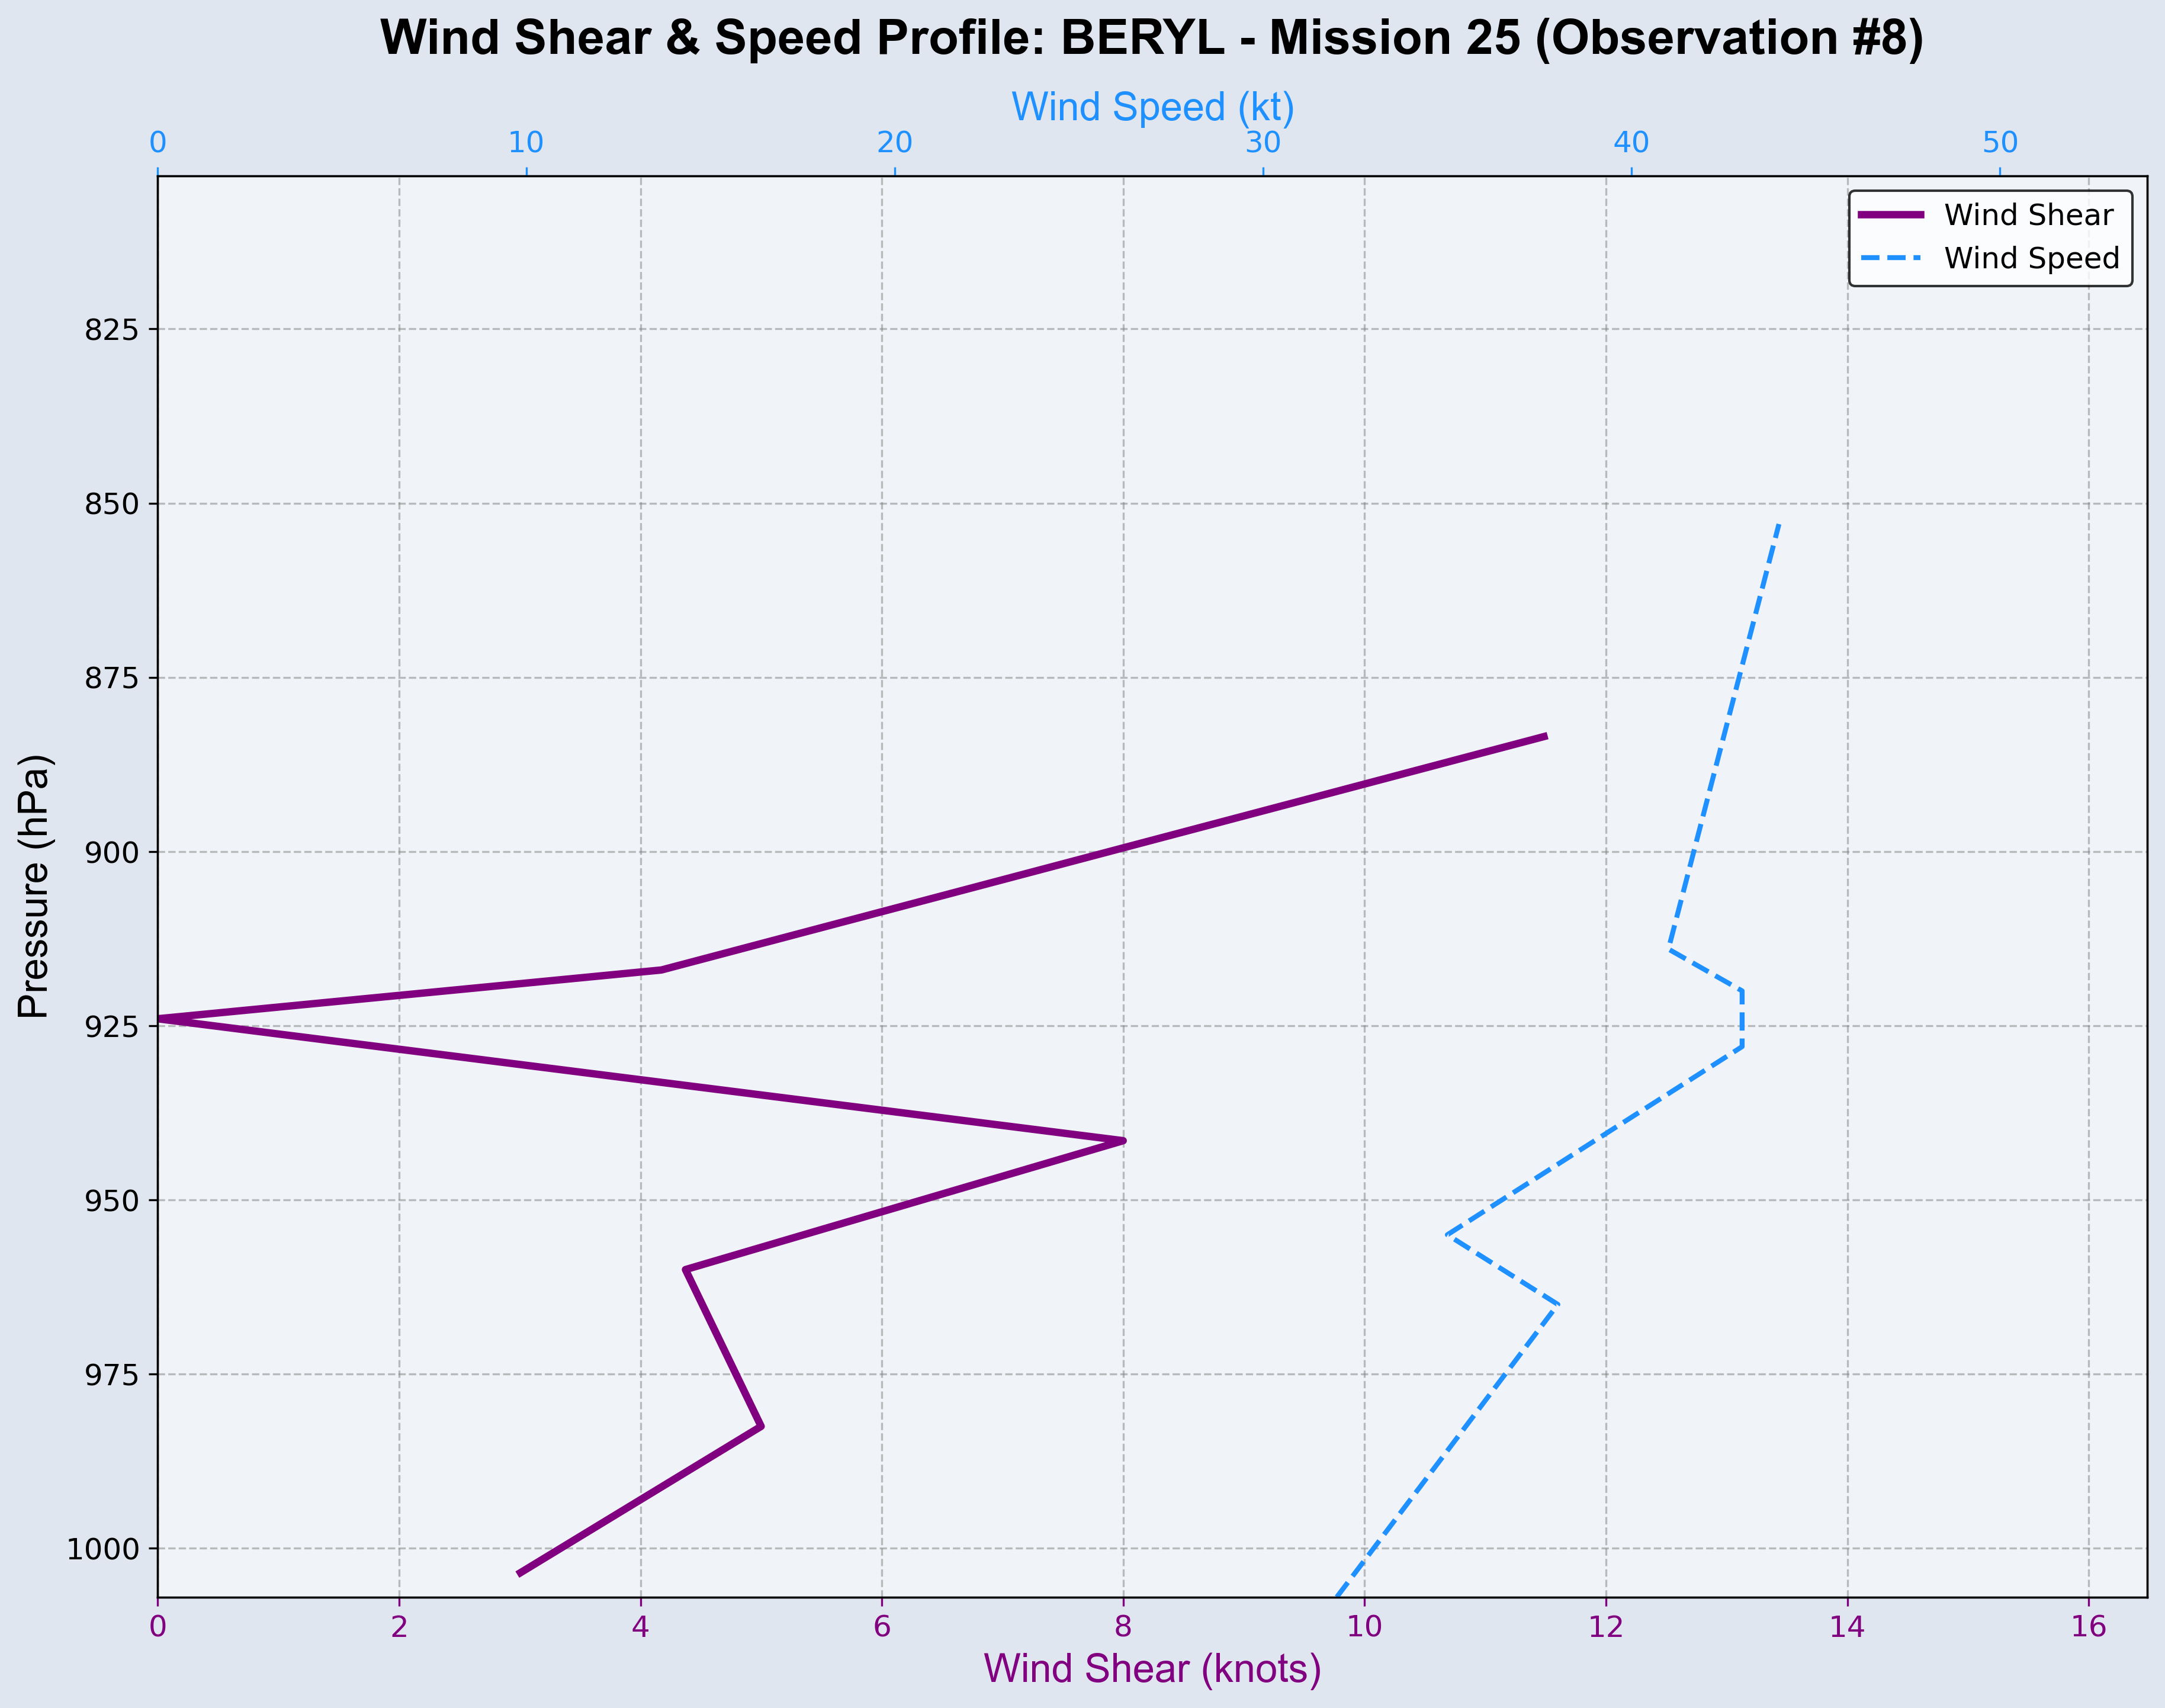 Wind Shear & Speed Profile: BERYL - Mission 25 (Observation #8)
Wind Speed (kt)
0 10 20 30 40 50
Wind Shear
Wind Speed
825
850
875
900
925
950
975
1000
Pressure (hPa)
0 2 4 6 8 10 12 14 16
Wind Shear (knots)